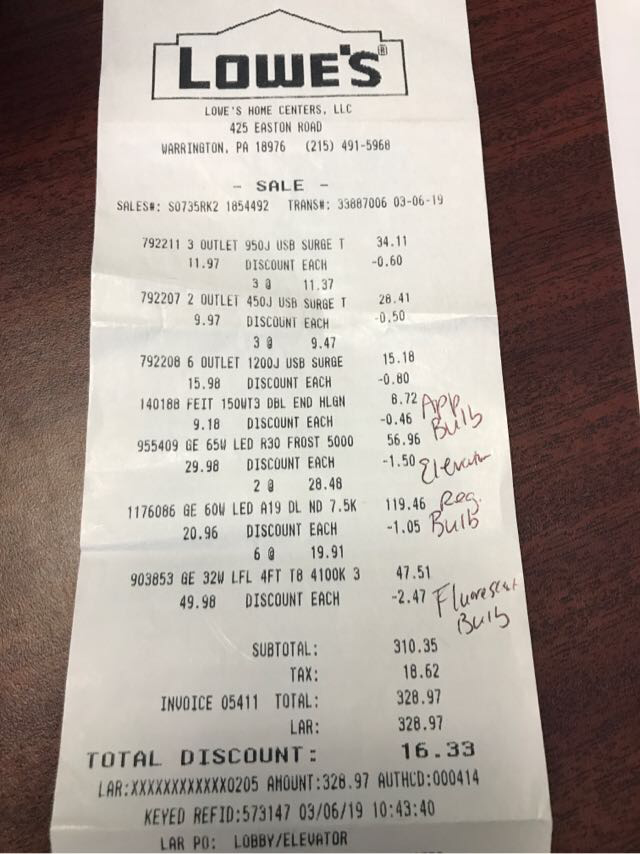 LOWE'S®
LOWE'S HOME CENTERS, LLC
425 EASTON ROAD
WARRINGTON, PA 18976 (215) 491-5968
- SALE -
SALES#: S0735RK2 1854492 TRANS#: 33887006 03-06-19
792211 3 OUTLET 950J USB SURGE T 34.11
11.97 DISCOUNT EACH -0.60
3 @ 11.37
792207 2 OUTLET 450J USB SURGE T 28.41
9.97 DISCOUNT EACH -0.50
3 @ 9.47
792208 6 OUTLET 1200J USB SURGE 15.18
15.98 DISCOUNT EACH -0.80
140188 FEIT 150WT3 DBL END HLGN 8.72 App
9.18 DISCOUNT EACH -0.46 Bulb
955409 GE 65W LED R30 FROST 5000 56.96
29.98 DISCOUNT EACH -1.50 Elevator
2 @ 28.48
1176086 GE 60W LED A19 DL ND 7.5K 119.46 Reg.
20.96 DISCOUNT EACH -1.05 Bulb
6 @ 19.91
903853 GE 32W LFL 4FT T8 4100K 3 47.51
49.98 DISCOUNT EACH -2.47 Fluorescent
Bulb
SUBTOTAL: 310.35
TAX: 18.62
INVOICE 05411 TOTAL: 328.97
LAR: 328.97
TOTAL DISCOUNT: 16.33
LAR:XXXXXXXXXXXX0205 AMOUNT:328.97 AUTHCD:000414
KEYED REFID:573147 03/06/19 10:43:40
LAR PO: LOBBY/ELEVATOR